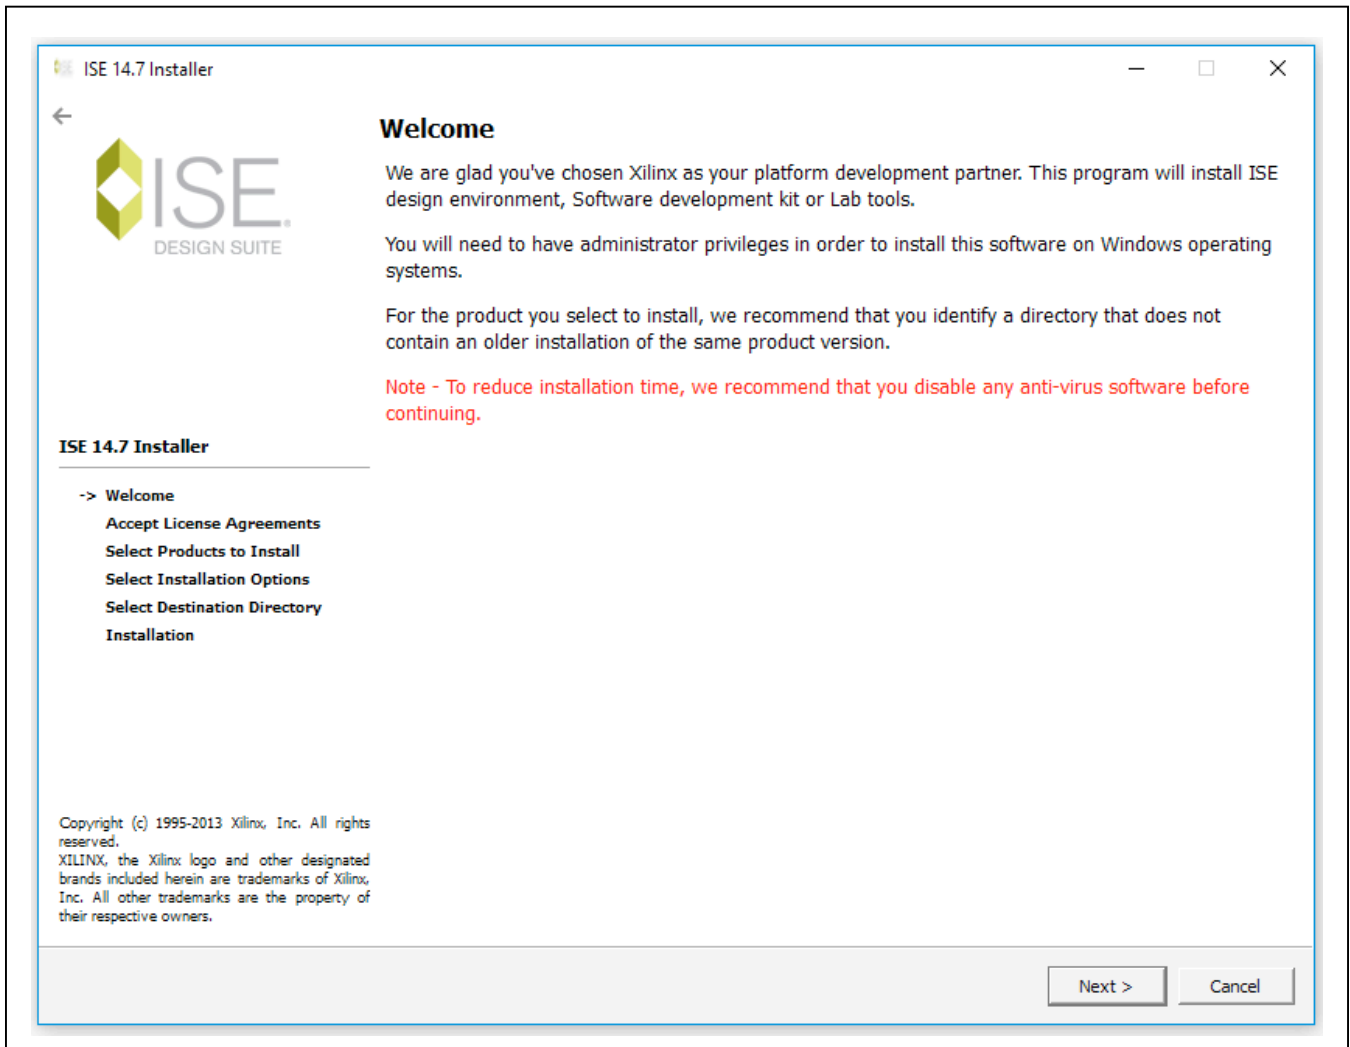 ISE 14.7 Installer
ISE
DESIGN SUITE
Welcome
We are glad you've chosen Xilinx as your platform development partner. This program will install ISE
design environment, Software development kit or Lab tools.
You will need to have administrator privileges in order to install this software on Windows operating
systems.
For the product you select to install, we recommend that you identify a directory that does not
contain an older installation of the same product version.
Note - To reduce installation time, we recommend that you disable any anti-virus software before
continuing.
ISE 14.7 Installer
-> Welcome
Accept License Agreements
Select Products to Install
Select Installation Options
Select Destination Directory
Installation
Copyright (c) 1995-2013 Xilinx, Inc. All rights
reserved.
XILINX, the Xilinx logo and other designated
brands included herein are trademarks of Xilinx,
Inc. All other trademarks are the property of
their respective owners.
Next >
Cancel